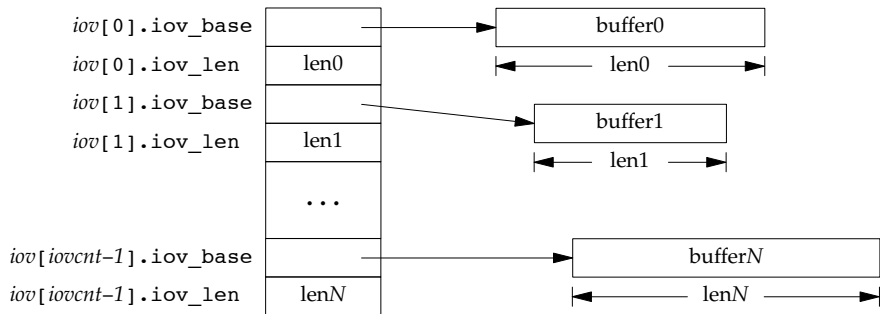 iov[0].iov_base buffer0
iov[0].iov_len len0 len0
iov[1].iov_base buffer1
iov[1].iov_len len1 len1
...
iov[iovcnt–1].iov_base bufferN
iov[iovcnt–1].iov_len lenN lenN